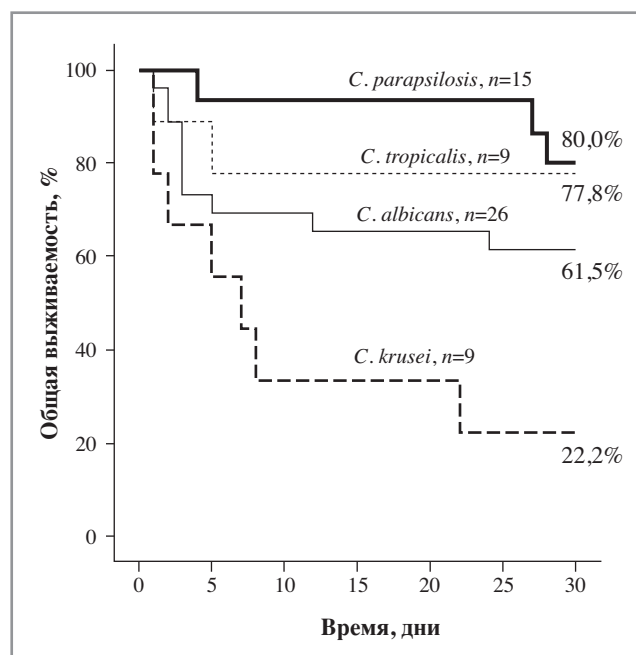 100
80
60
40
20
0
Общая выживаемость, %
C. parapsilosis, n=15
80,0%
C. tropicalis, n=9
77,8%
C. albicans, n=26
61,5%
C. krusei, n=9
22,2%
0 5 10 15 20 25 30
Время, дни